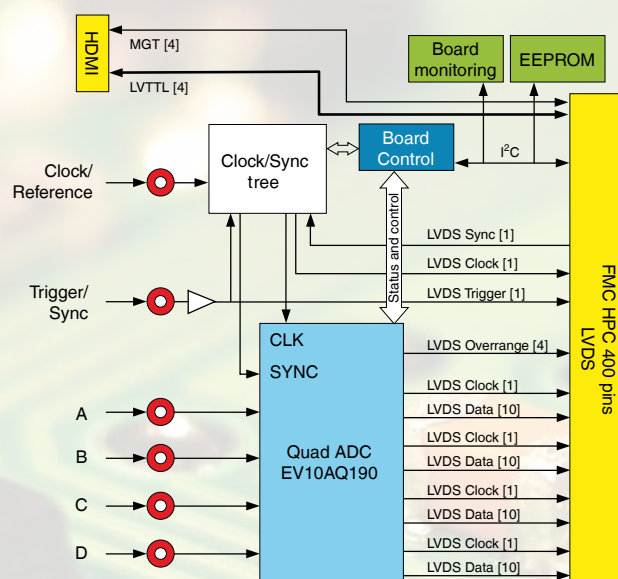 HDMI
MGT [4]
LVTTL [4]
Board
monitoring
EEPROM
Clock/
Reference
Clock/Sync
tree
Board
Control
I²C
Status and control
LVDS Sync [1]
LVDS Clock [1]
Trigger/
Sync
LVDS Trigger [1]
FMC HPC 400 pins
LVDS
CLK
SYNC
LVDS Overrange [4]
A
B
C
D
Quad ADC
EV10AQ190
LVDS Clock [1]
LVDS Data [10]
LVDS Clock [1]
LVDS Data [10]
LVDS Clock [1]
LVDS Data [10]
LVDS Clock [1]
LVDS Data [10]